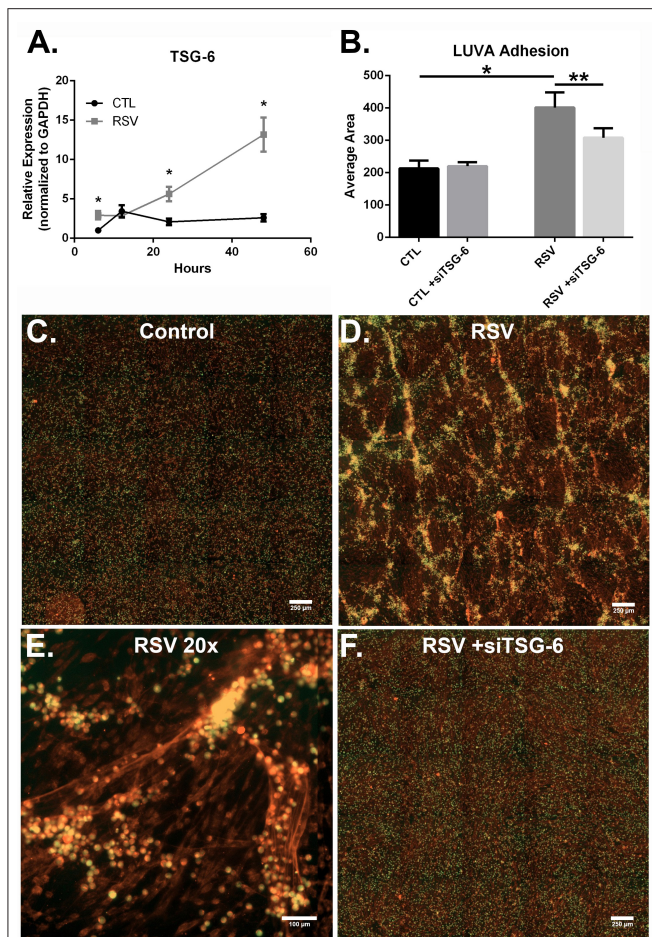 A.
TSG-6
CTL
RSV
Relative Expression
(normalized to GAPDH)
20
15
10
5
0
*
*
*
0
20
40
60
Hours
B.
LUVA Adhesion
Average Area
500
400
300
200
100
0
*
**
CTL
CTL +siTSG-6
RSV
RSV +siTSG-6
C.
Control
250 µm
D.
RSV
250 µm
E.
RSV 20x
100 µm
F.
RSV +siTSG-6
250 µm